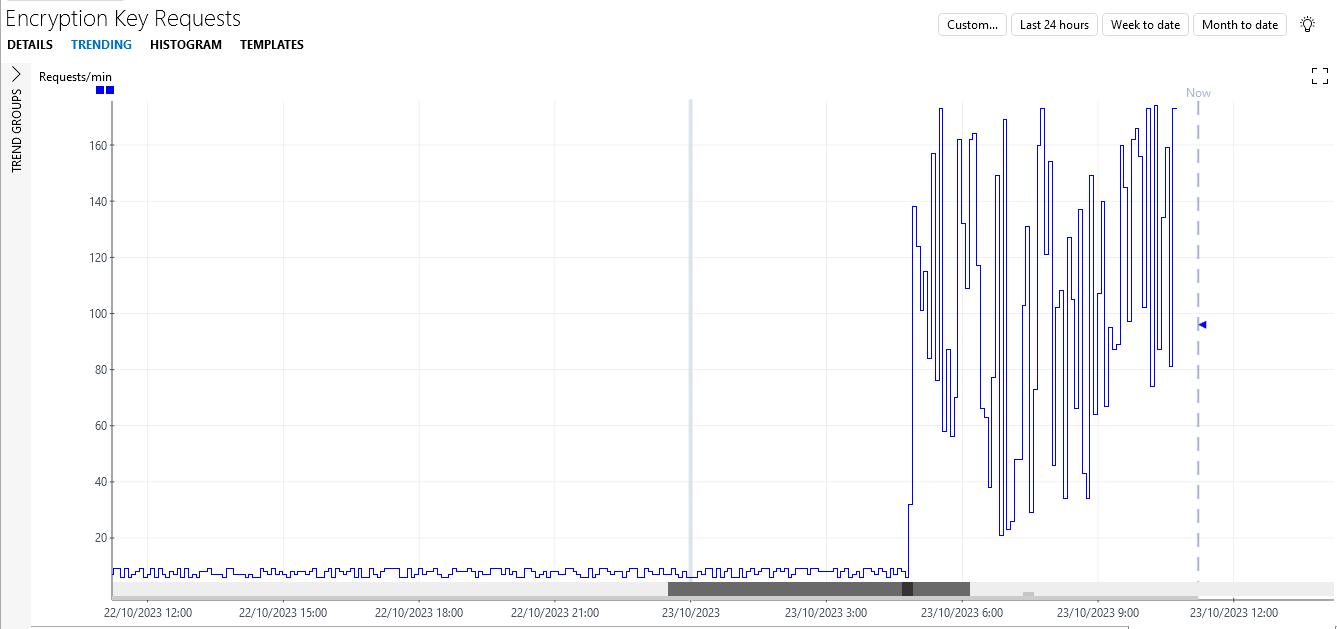 Encryption Key Requests
Custom... Last 24 hours Week to date Month to date
DETAILS TRENDING HISTOGRAM TEMPLATES
TREND GROUPS
Requests/min
Now
160
140
120
100
80
60
40
20
22/10/2023 12:00 22/10/2023 15:00 22/10/2023 18:00 22/10/2023 21:00 23/10/2023 23/10/2023 3:00 23/10/2023 6:00 23/10/2023 9:00 23/10/2023 12:00